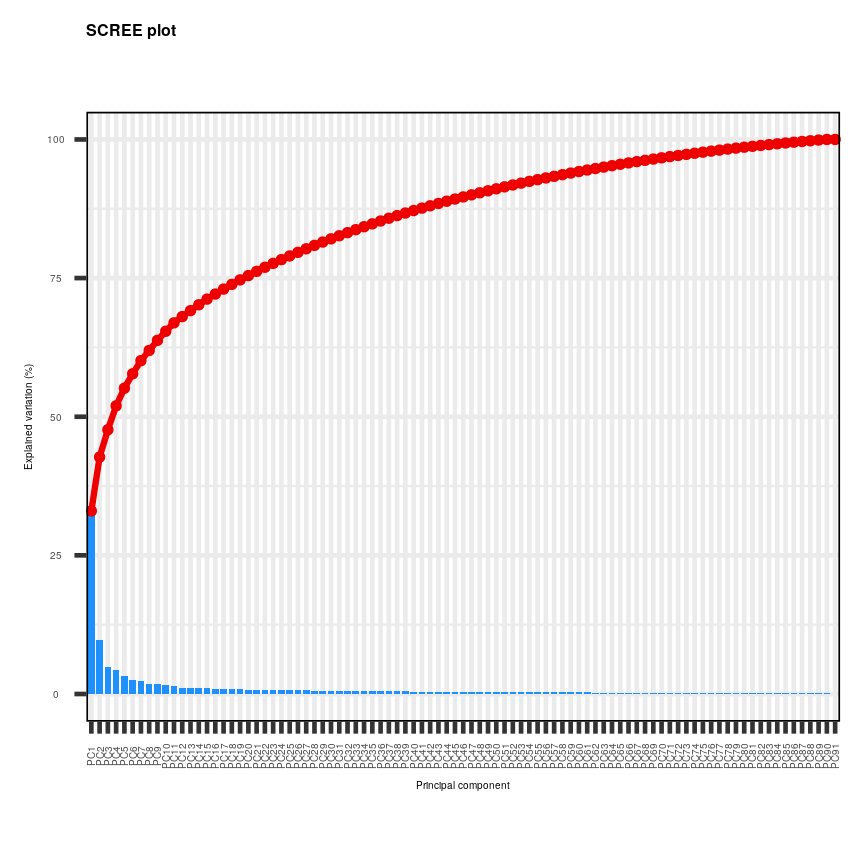 SCREE plot
100
75
50
25
0
Explained variation (%)
PC1
PC2
PC3
PC4
PC5
PC6
PC7
PC8
PC9
PC10
PC11
PC12
PC13
PC14
PC15
PC16
PC17
PC18
PC19
PC20
PC21
PC22
PC23
PC24
PC25
PC26
PC27
PC28
PC29
PC30
PC31
PC32
PC33
PC34
PC35
PC36
PC37
PC38
PC39
PC40
PC41
PC42
PC43
PC44
PC45
PC46
PC47
PC48
PC49
PC50
PC51
PC52
PC53
PC54
PC55
PC56
PC57
PC58
PC59
PC60
PC61
PC62
PC63
PC64
PC65
PC66
PC67
PC68
PC69
PC70
PC71
PC72
PC73
PC74
PC75
PC76
PC77
PC78
PC79
PC80
PC81
PC82
PC83
PC84
PC85
PC86
PC87
PC88
PC89
PC90
PC91
Principal component